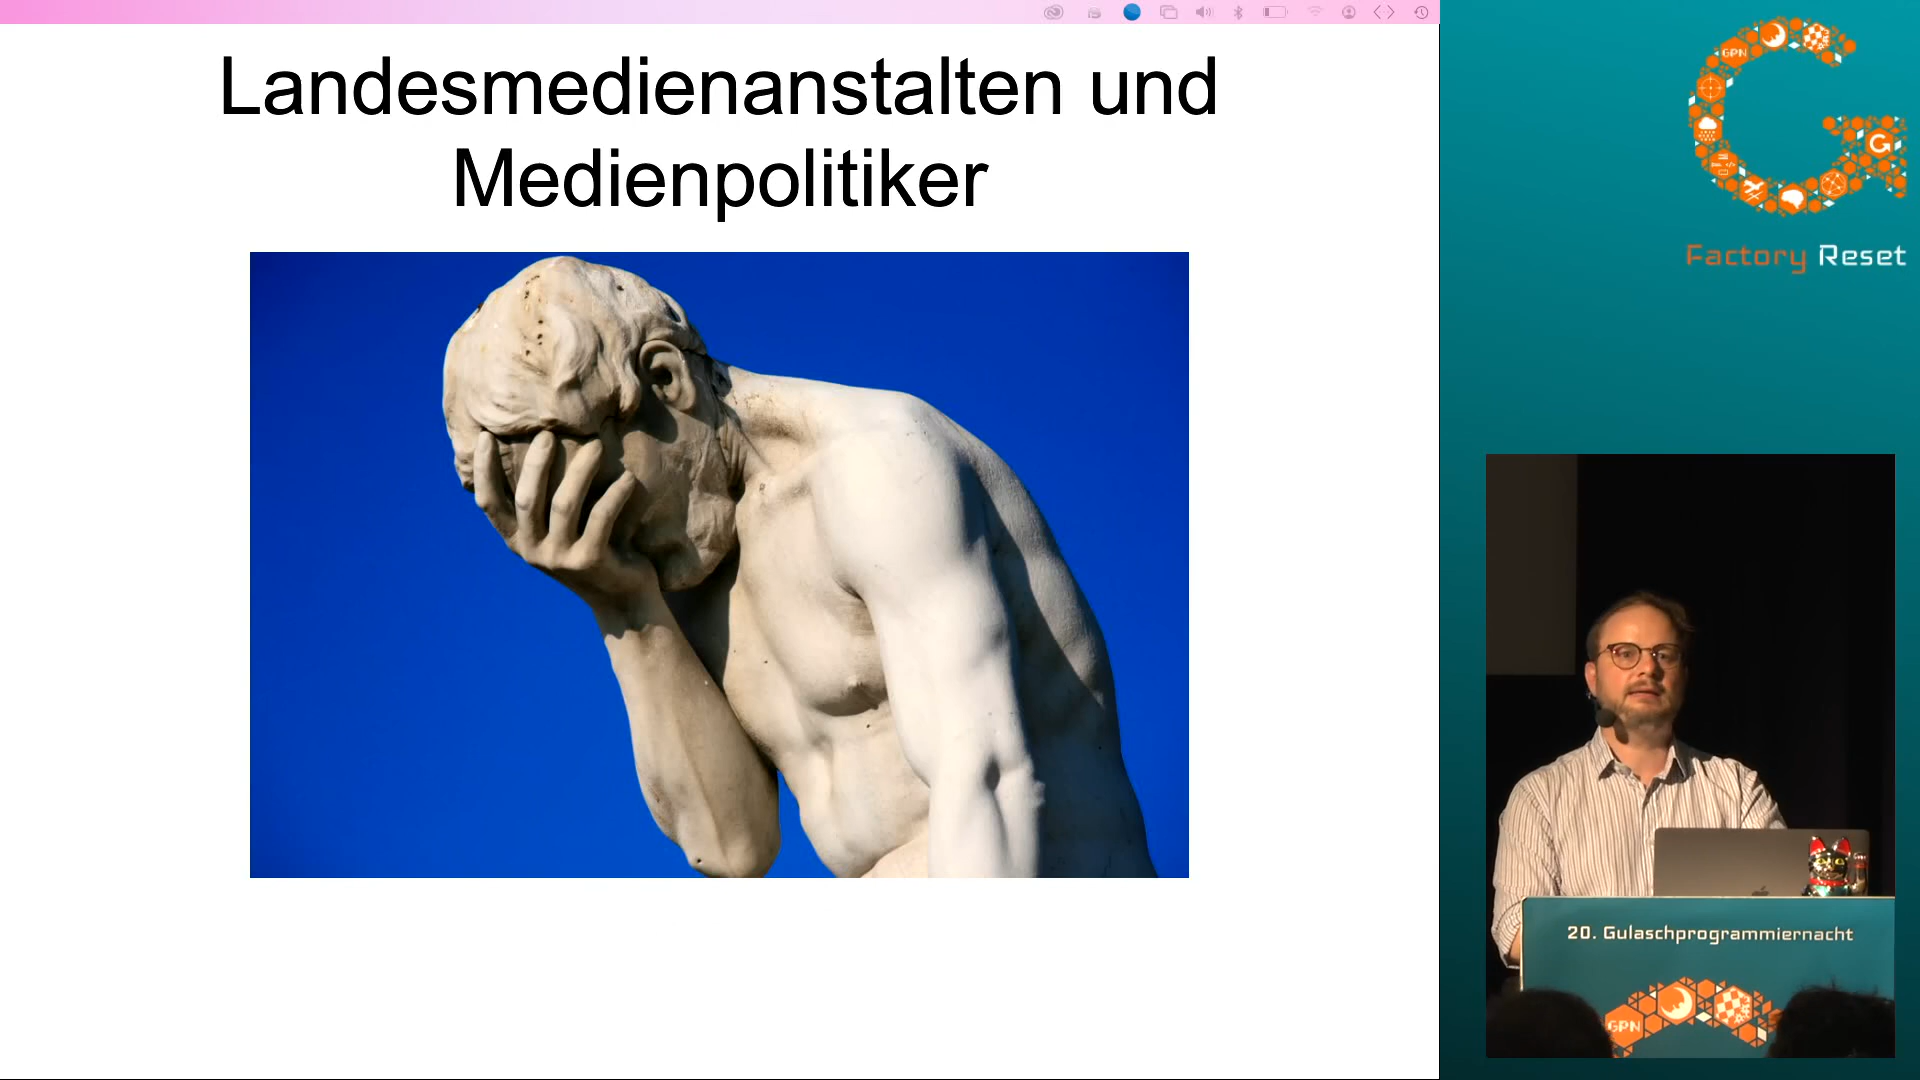 Landesmedienanstalten und
Medienpolitiker
GPN
Factory Reset
20. Gulaschprogrammiernacht
GPN